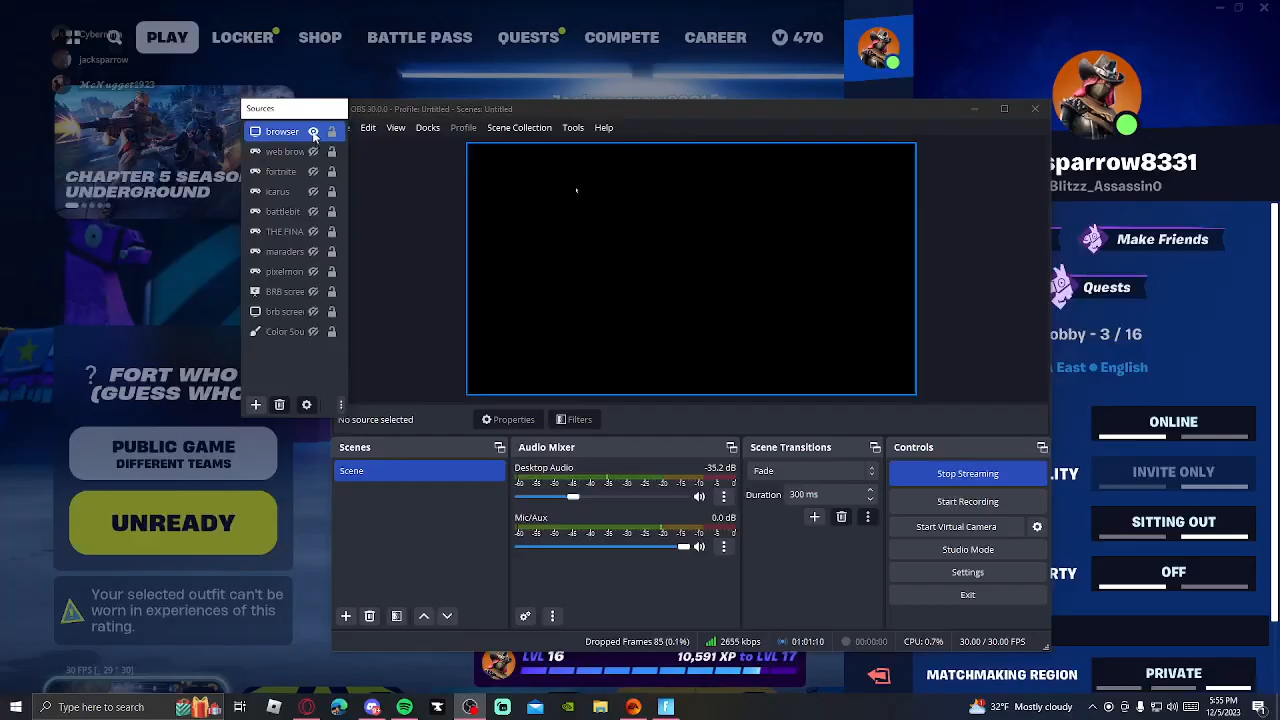 Cybernium
PLAY
LOCKER
SHOP
BATTLE PASS
QUESTS
COMPETE
CAREER
470
jacksparrow
McNugget1923
CHAPTER 5 SEASO
UNDERGROUND
Sources
browser
web brow
fortnite
icarus
battlebit
THE FINA
maraders
pixelmon
BRB scree
brb screen
Color Sou
OBS 30.0.0 - Profile: Untitled - Scenes: Untitled
Edit
View
Docks
Profile
Scene Collection
Tools
Help
No source selected
Properties
Filters
Scenes
Scene
Audio Mixer
Desktop Audio
-35.2 dB
Mic/Aux
0.0 dB
Scene Transitions
Fade
Duration
300 ms
Controls
Stop Streaming
Start Recording
Start Virtual Camera
Studio Mode
Settings
Exit
Dropped Frames 85 (0.1%)
2655 kbps
01:01:10
00:00:00
CPU: 0.7%
30.00 / 30.00 FPS
? FORT WHO
(GUESS WHO
PUBLIC GAME
DIFFERENT TEAMS
UNREADY
Your selected outfit can't be
worn in experiences of this
rating.
30 FPS [ 29 : 30]
LVL 16
10,591 XP to LVL 17
sparrow8331
Blitzz_Assassin0
Make Friends
Quests
obby - 3 / 16
East
English
ONLINE
LITY
INVITE ONLY
SITTING OUT
RTY
OFF
PRIVATE
MATCHMAKING REGION
Type here to search
32°F Mostly cloudy
5:55 PM
12/5/2023